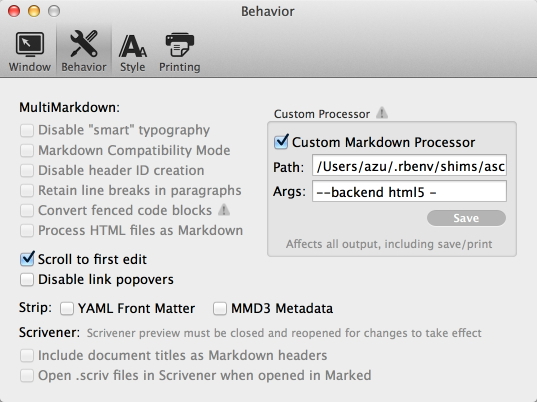 Behavior
Window Behavior Style Printing
MultiMarkdown:
Disable "smart" typography
Markdown Compatibility Mode
Disable header ID creation
Retain line breaks in paragraphs
Convert fenced code blocks
Process HTML files as Markdown
Scroll to first edit
Disable link popovers
Custom Processor
Custom Markdown Processor
Path: /Users/azu/.rbenv/shims/asc
Args: --backend html5 -
Save
Affects all output, including save/print
Strip: YAML Front Matter MMD3 Metadata
Scrivener: Scrivener preview must be closed and reopened for changes to take effect
Include document titles as Markdown headers
Open .scriv files in Scrivener when opened in Marked